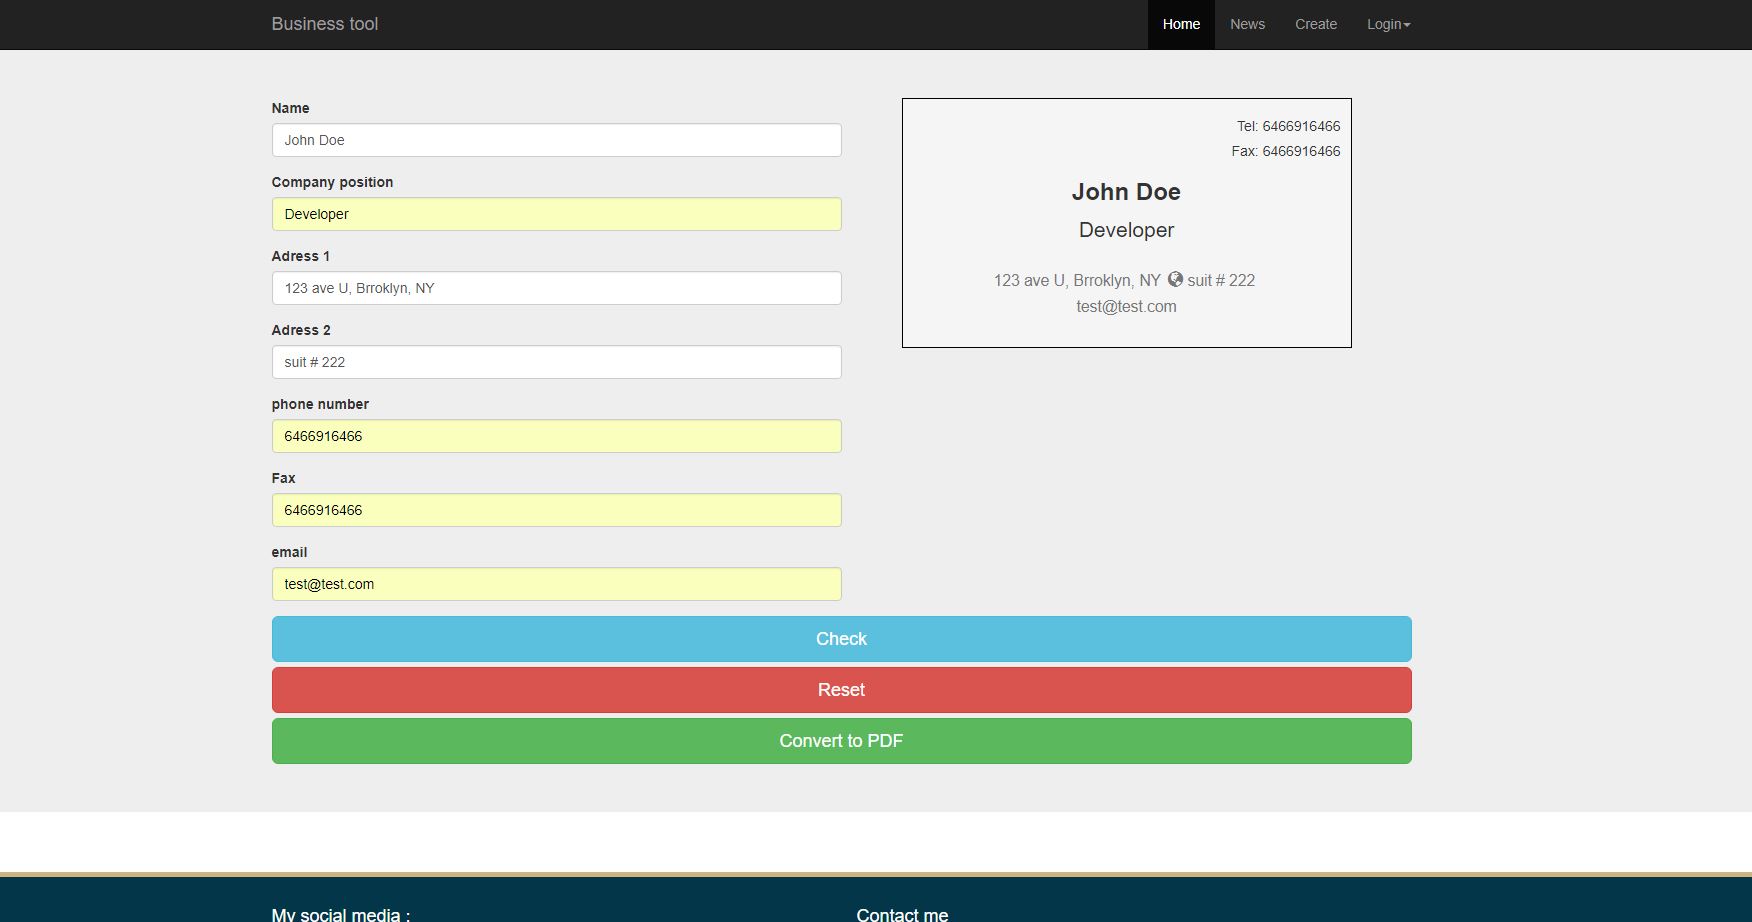 Business tool
Home News Create Login
Name
John Doe
Company position
Developer
Adress 1
123 ave U, Brroklyn, NY
Adress 2
suit # 222
phone number
6466916466
Fax
6466916466
email
test@test.com
Tel: 6466916466
Fax: 6466916466
John Doe
Developer
123 ave U, Brroklyn, NY suit # 222
test@test.com
Check
Reset
Convert to PDF
My social media :
Contact me